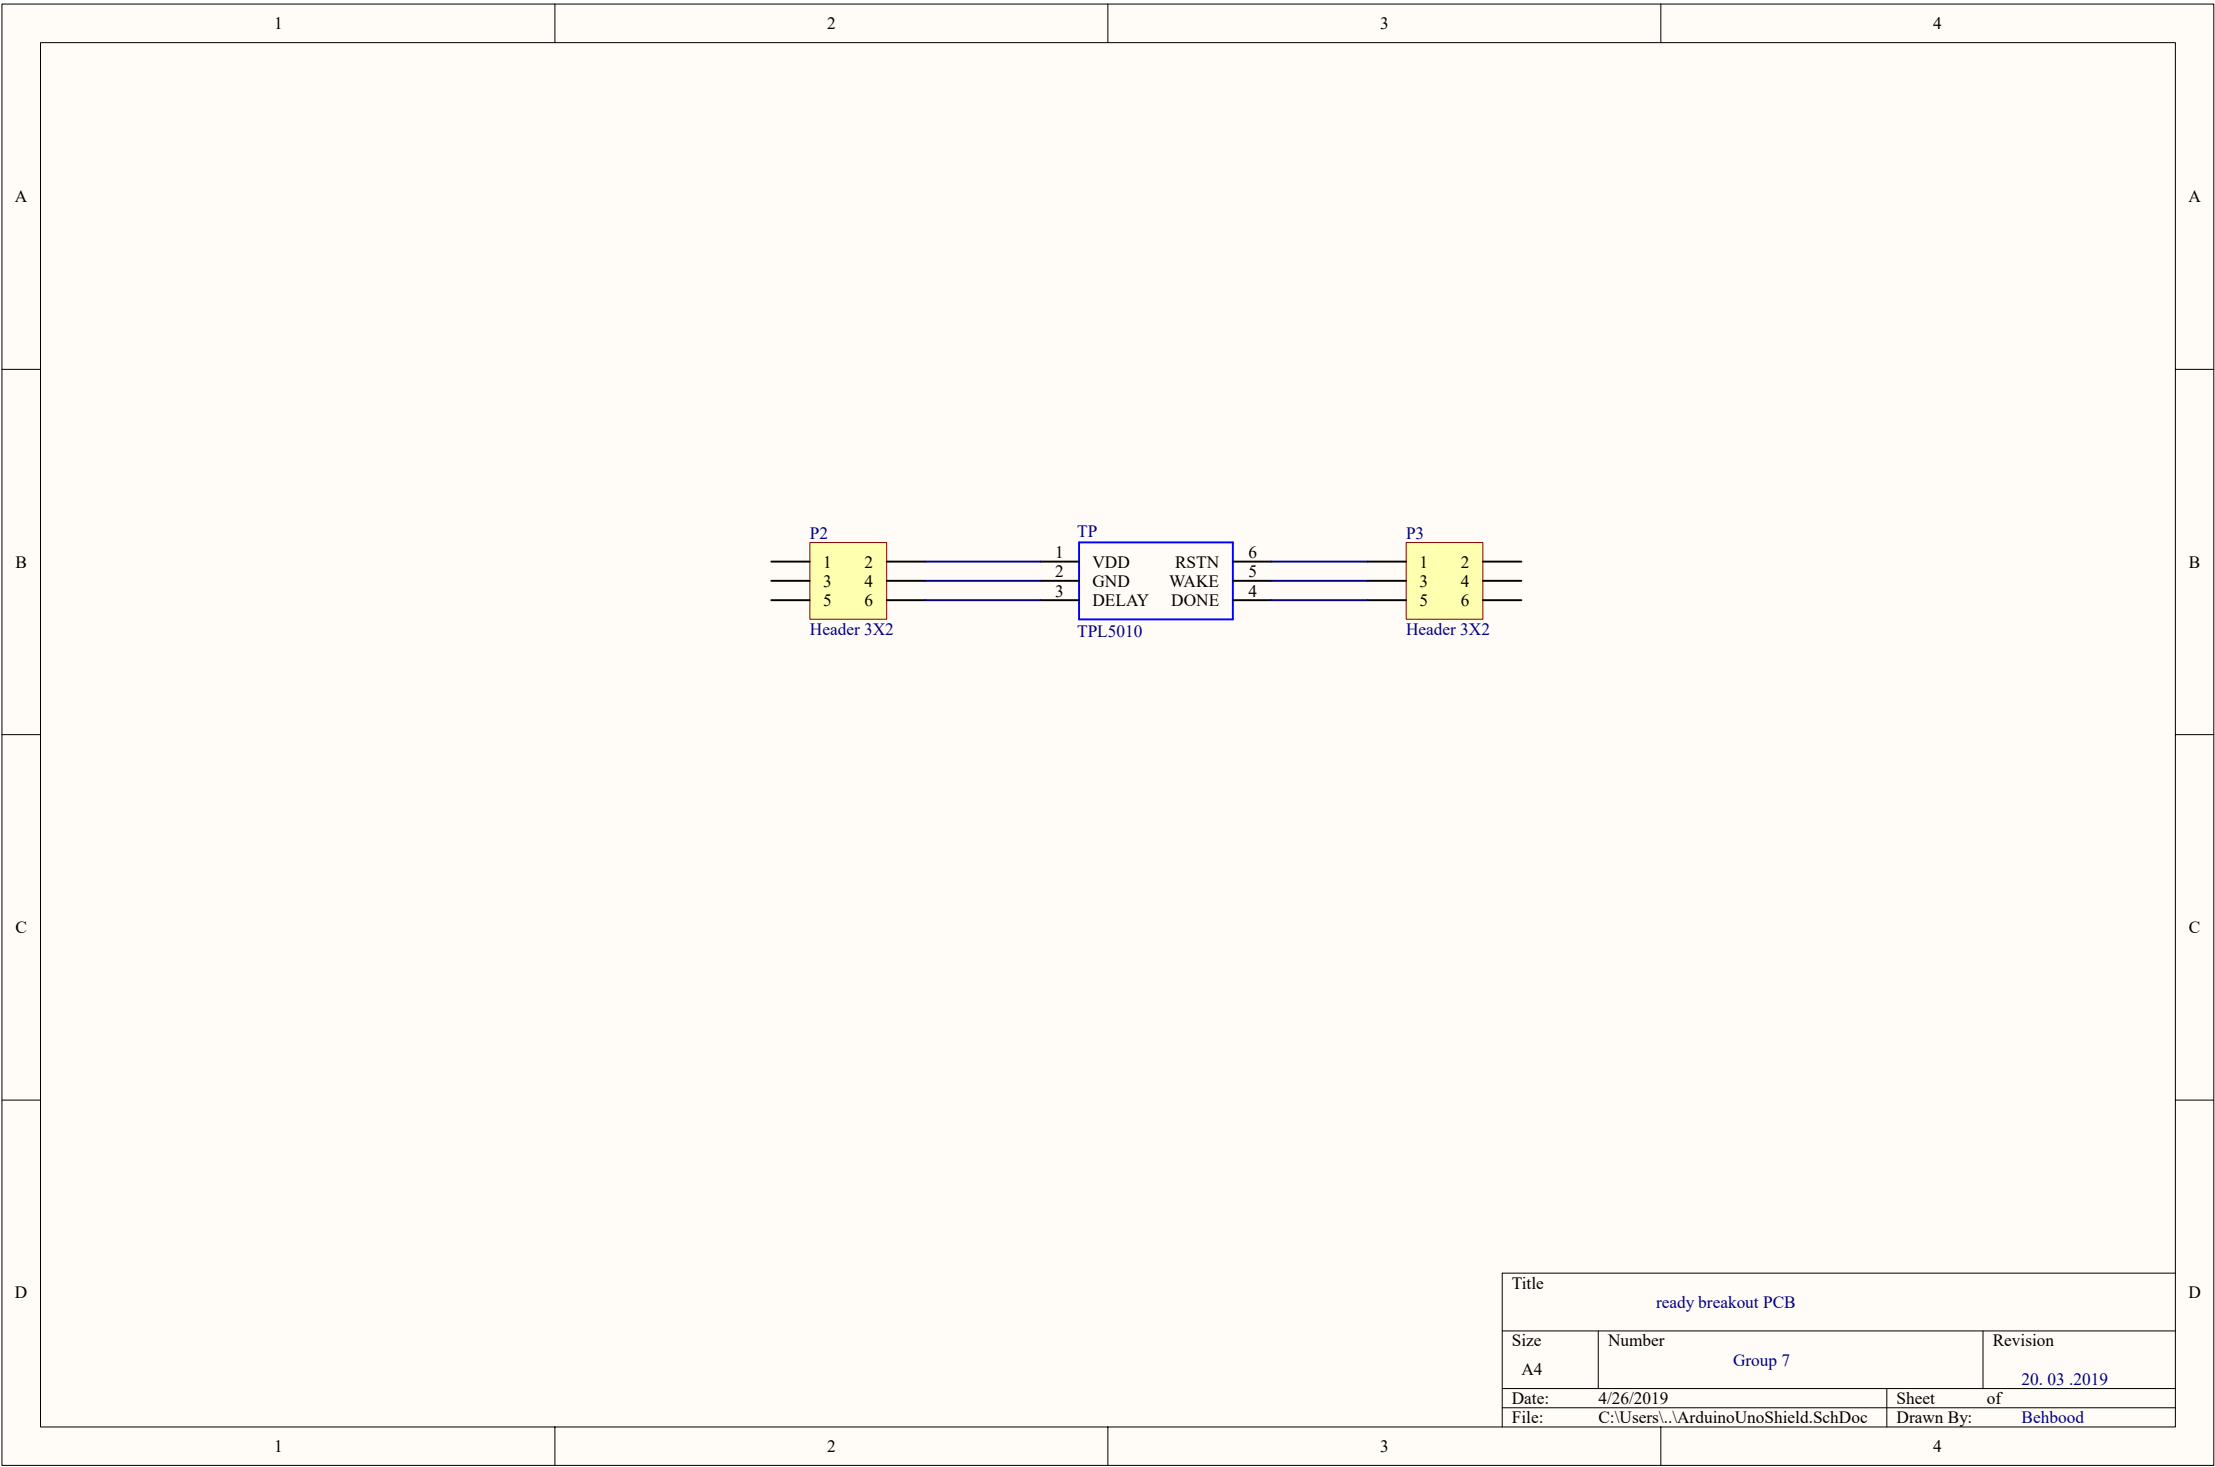 1 2 3 4
A A
P2 TP P3
1 2 1 VDD RSTN 6 1 2
B 3 4 2 GND WAKE 5 3 4 B
5 6 3 DELAY DONE 4 5 6
Header 3X2 TPL5010 Header 3X2
C C
D D
Title
ready breakout PCB
Size Number Revision
A4 Group 7 20. 03 .2019
Date: 4/26/2019 Sheet of
File: C:\Users\..\ArduinoUnoShield.SchDoc Drawn By: Behbood
1 2 3 4